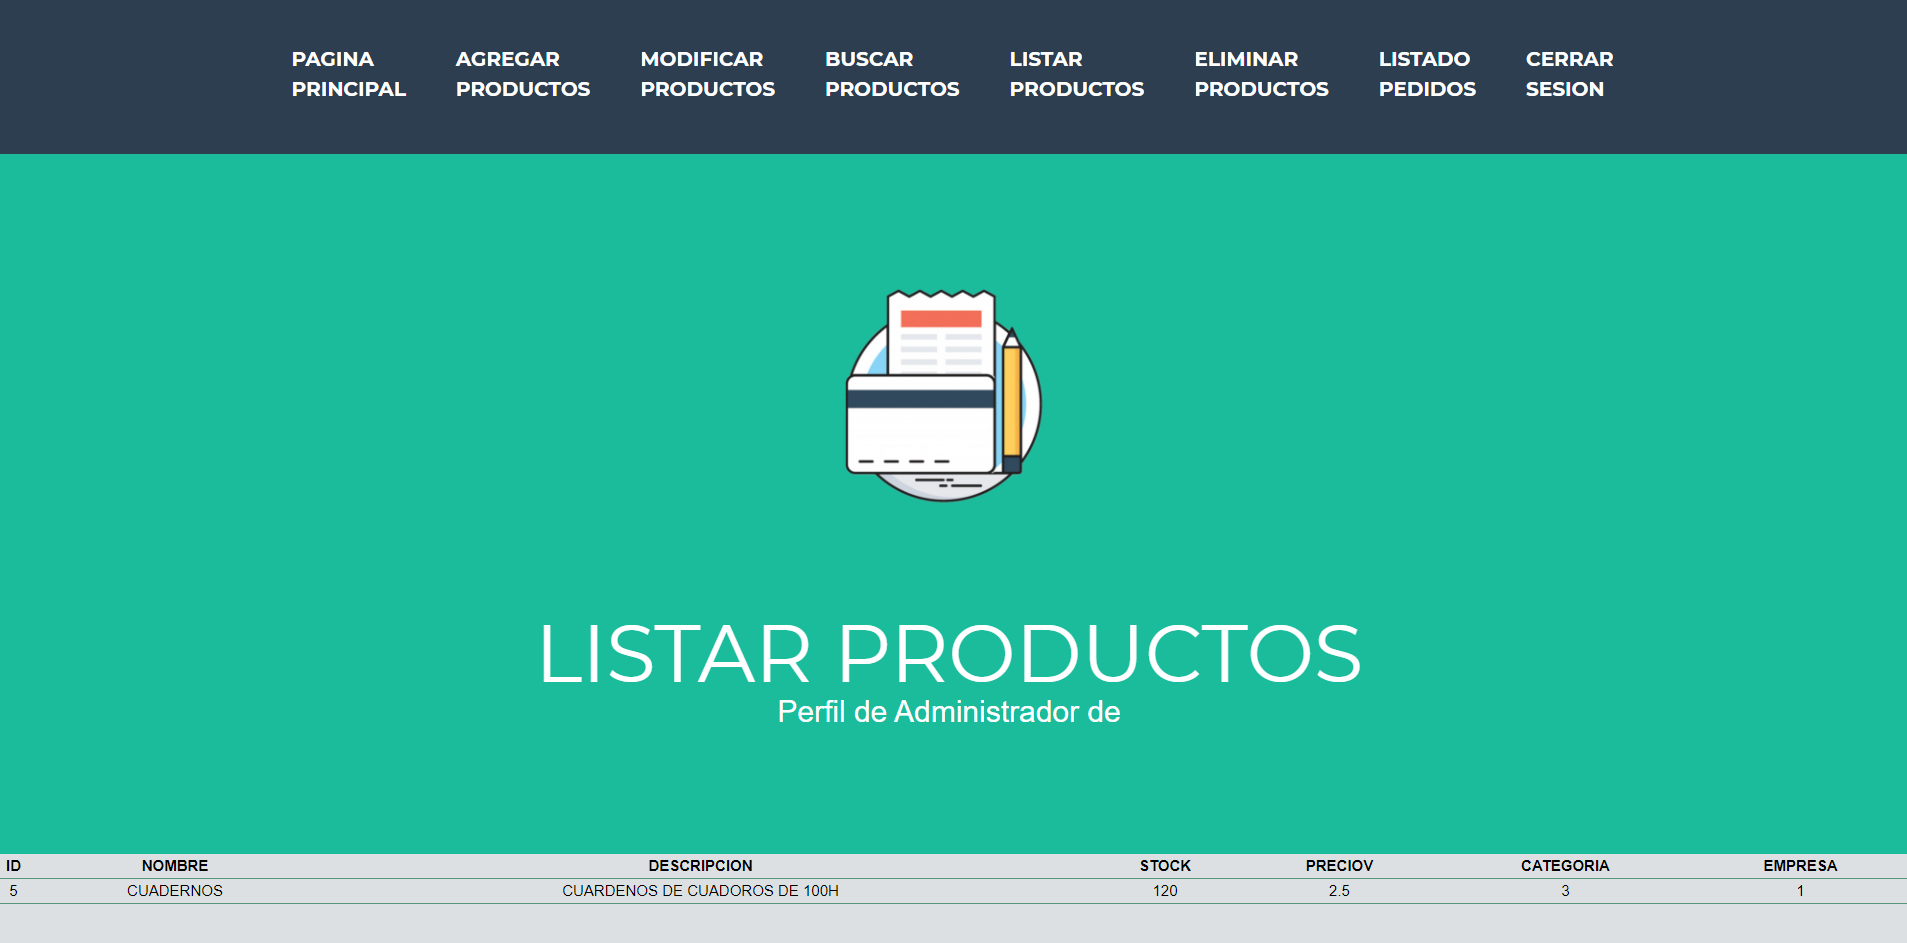 PAGINA PRINCIPAL
AGREGAR PRODUCTOS
MODIFICAR PRODUCTOS
BUSCAR PRODUCTOS
LISTAR PRODUCTOS
ELIMINAR PRODUCTOS
LISTADO PEDIDOS
CERRAR SESION
LISTAR PRODUCTOS
Perfil de Administrador de
ID NOMBRE DESCRIPCION STOCK PRECIOV CATEGORIA EMPRESA
5 CUADERNOS CUARDENOS DE CUADOROS DE 100H 120 2.5 3 1